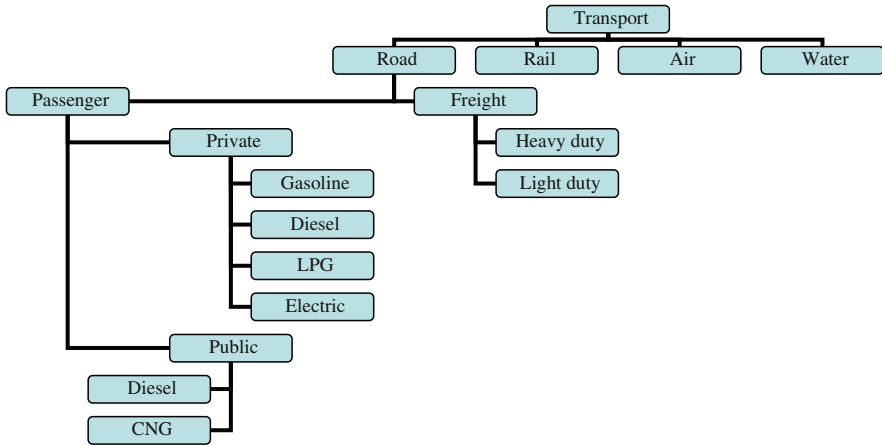 Transport
Road
Rail
Air
Water
Passenger
Freight
Private
Heavy duty
Gasoline
Light duty
Diesel
LPG
Electric
Public
Diesel
CNG